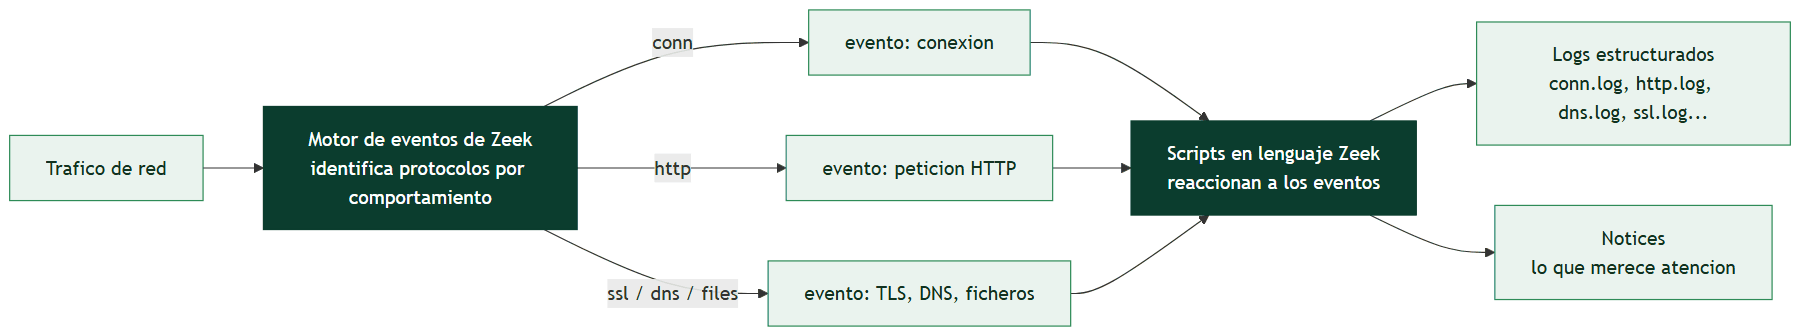 Trafico de red
Motor de eventos de Zeek
identifica protocolos por
comportamiento
conn
http
ssl / dns / files
evento: conexion
evento: peticion HTTP
evento: TLS, DNS, ficheros
Scripts en lenguaje Zeek
reaccionan a los eventos
Logs estructurados
conn.log, http.log,
dns.log, ssl.log...
Notices
lo que merece atencion